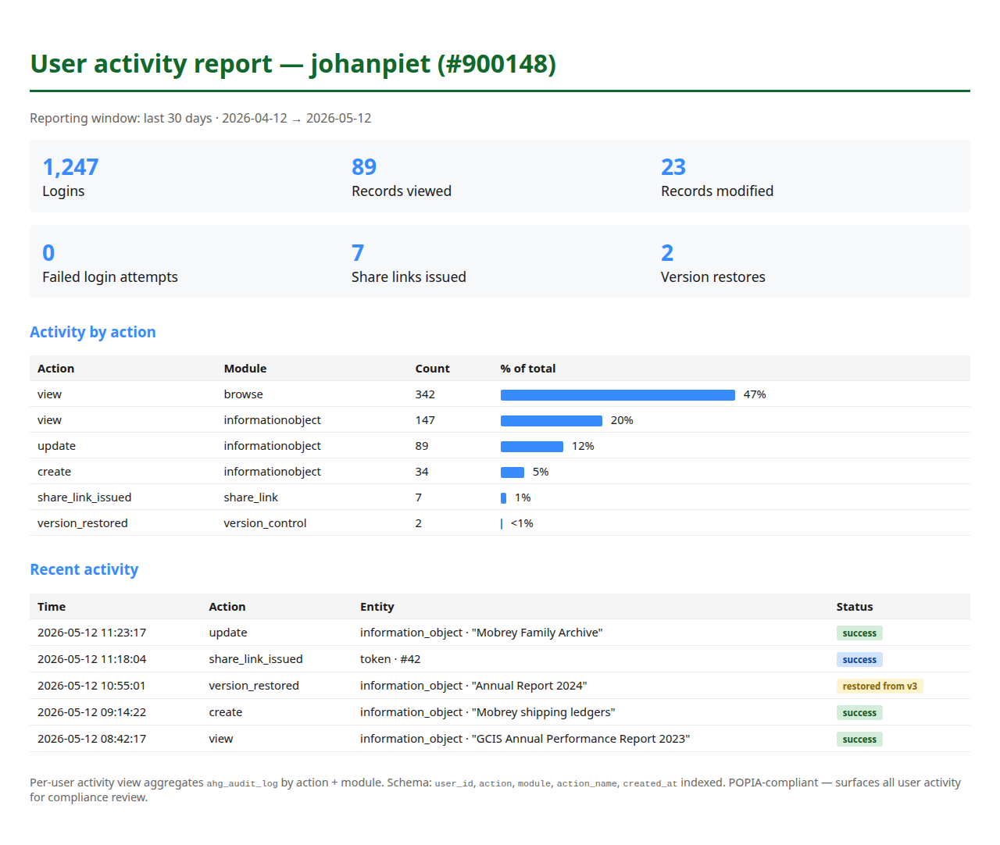 User activity report — johanpiet (#900148)
Reporting window: last 30 days · 2026-04-12 → 2026-05-12
1,247 89 23
Logins Records viewed Records modified
0 7 2
Failed login attempts Share links issued Version restores
Activity by action
Action Module Count % of total
view browse 342 47%
view informationobject 147 20%
update informationobject 89 12%
create informationobject 34 5%
share_link_issued share_link 7 1%
version_restored version_control 2 <1%
Recent activity
Time Action Entity Status
2026-05-12 11:23:17 update information_object · "Mobrey Family Archive" success
2026-05-12 11:18:04 share_link_issued token · #42 success
2026-05-12 10:55:01 version_restored information_object · "Annual Report 2024" restored from v3
2026-05-12 09:14:22 create information_object · "Mobrey shipping ledgers" success
2026-05-12 08:42:17 view information_object · "GCIS Annual Performance Report 2023" success
Per-user activity view aggregates ahg_audit_log by action + module. Schema: user_id, action, module, action_name, created_at indexed. POPIA-compliant — surfaces all user activity
for compliance review.